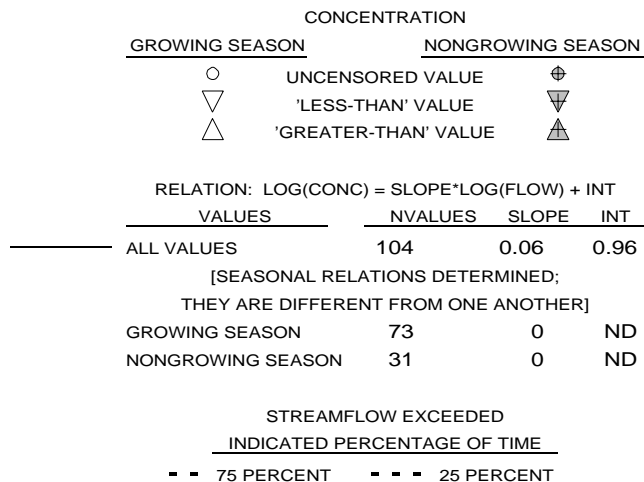 CONCENTRATION
GROWING SEASON NONGROWING SEASON
UNCENSORED VALUE
'LESS-THAN' VALUE
'GREATER-THAN' VALUE
RELATION: LOG(CONC) = SLOPE*LOG(FLOW) + INT
VALUES NVALUES SLOPE INT
ALL VALUES 104 0.06 0.96
[SEASONAL RELATIONS DETERMINED;
THEY ARE DIFFERENT FROM ONE ANOTHER]
GROWING SEASON 73 0 ND
NONGROWING SEASON 31 0 ND
STREAMFLOW EXCEEDED
INDICATED PERCENTAGE OF TIME
75 PERCENT 25 PERCENT